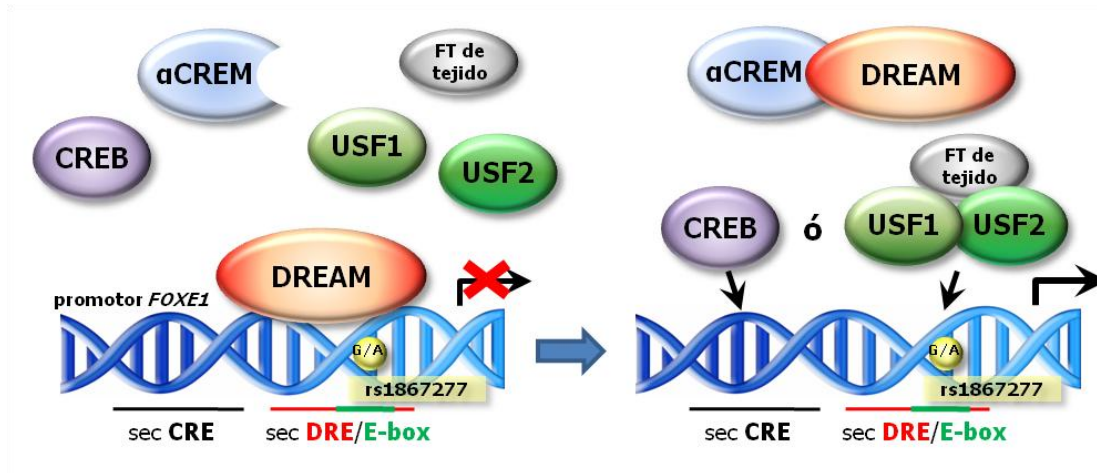 αCREM
FT de
tejido
CREB
USF1
USF2
DREAM
promotor FOXE1
G/A
rs1867277
sec CRE
sec DRE/E-box
αCREM
DREAM
FT de
tejido
CREB
ó
USF1
USF2
G/A
rs1867277
sec CRE
sec DRE/E-box